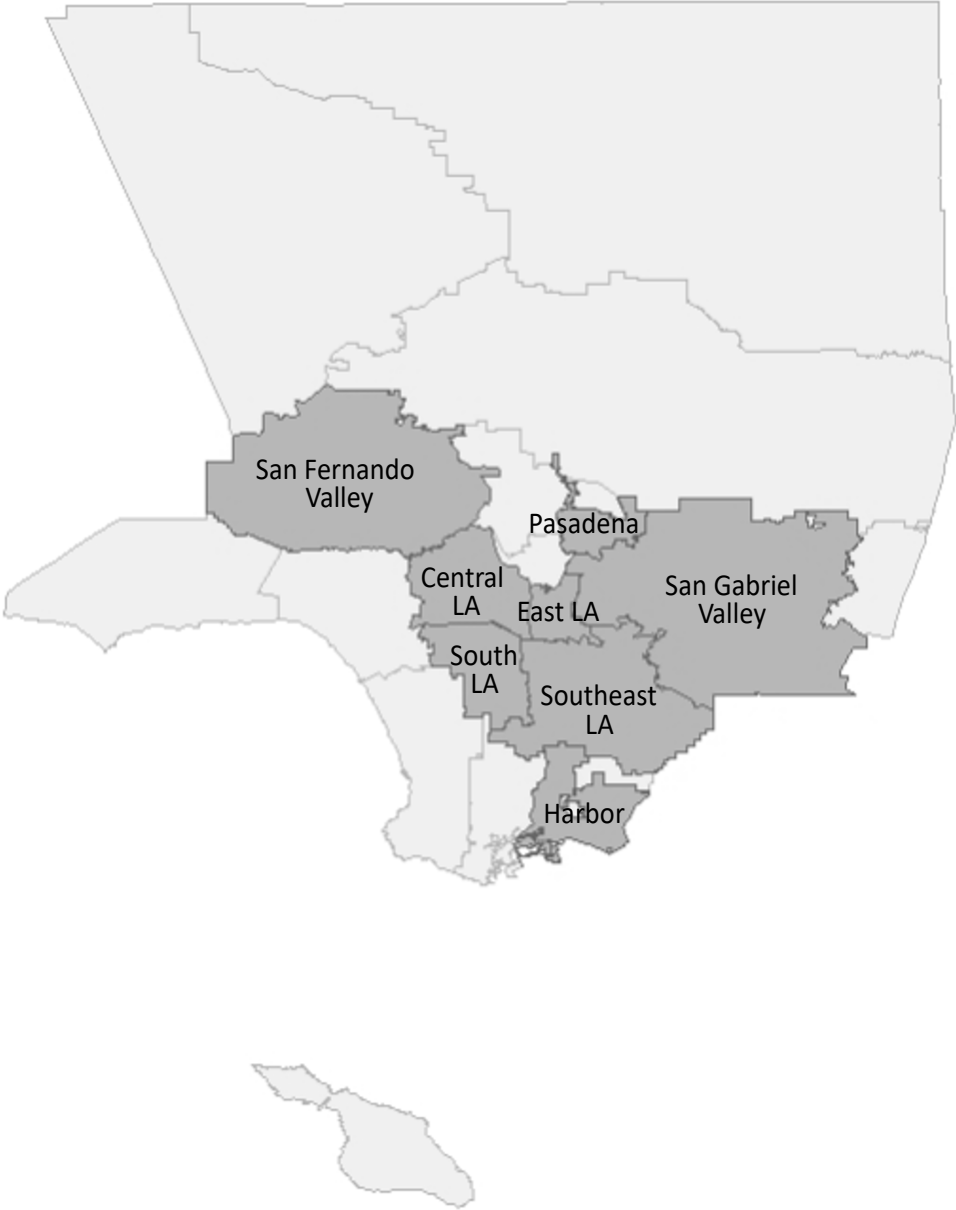 San Fernando
Valley
Pasadena
Central
LA
East LA
San Gabriel
Valley
South
LA
Southeast
LA
Harbor